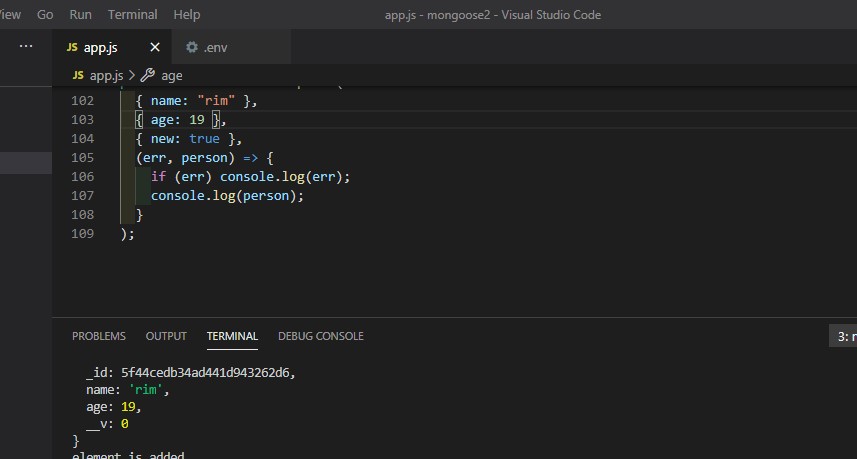 View Go Run Terminal Help app.js - mongoose2 - Visual Studio Code
... JS app.js × .env
JS app.js > age
102 { name: "rim" },
103 { age: 19 },
104 { new: true },
105 (err, person) => {
106 if (err) console.log(err);
107 console.log(person);
108 }
109 );
PROBLEMS OUTPUT TERMINAL DEBUG CONSOLE 3:
_id: 5f44cedb34ad441d943262d6,
name: 'rim',
age: 19,
__v: 0
}
element is added